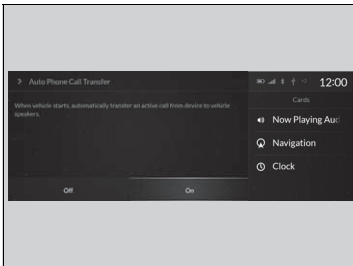 Auto Phone Call Transfer
12:00
When vehicle starts, automatically transfer an active call from device to vehicle
speakers.
Cards
Now Playing Aud
Navigation
Clock
Off
On